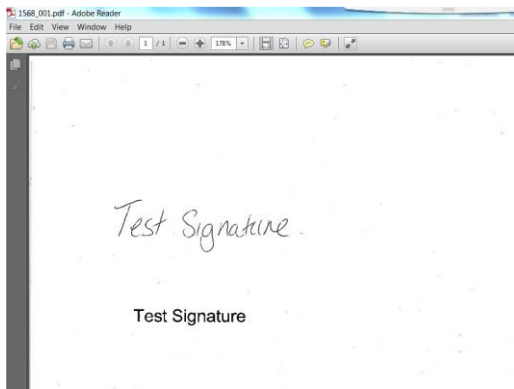 1568_001.pdf - Adobe Reader
File Edit View Window Help
1 / 1 178%
Test Signature.
Test Signature